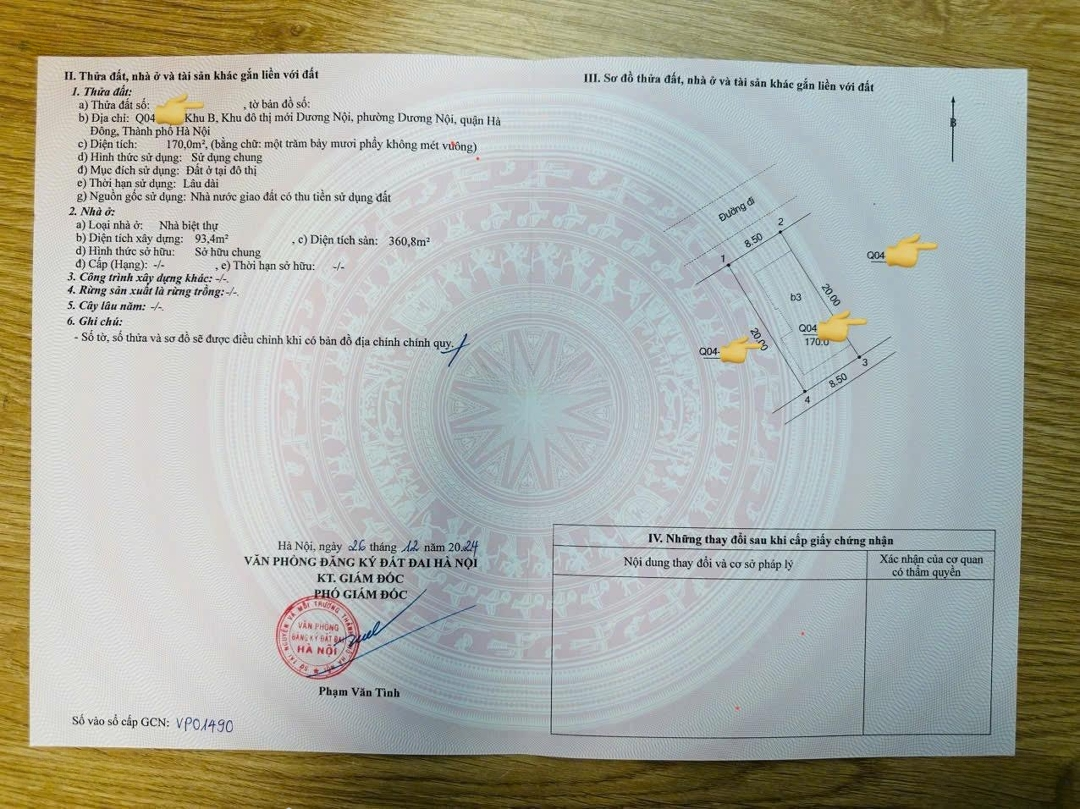 II. Thửa đất, nhà ở và tài sản khác gắn liền với đất
1. Thửa đất:
a) Thửa đất số: , tờ bản đồ số:
b) Địa chỉ: Q04 Khu B, Khu đô thị mới Dương Nội, phường Dương Nội, quận Hà
Đông, Thành phố Hà Nội
c) Diện tích: 170,0m², (bằng chữ: một trăm bảy mươi phẩy không mét vuông)
d) Hình thức sử dụng: Sử dụng chung
đ) Mục đích sử dụng: Đất ở tại đô thị
e) Thời hạn sử dụng: Lâu dài
g) Nguồn gốc sử dụng: Nhà nước giao đất có thu tiền sử dụng đất
2. Nhà ở:
a) Loại nhà ở: Nhà biệt thự
b) Diện tích xây dựng: 93,4m² , c) Diện tích sàn: 360,8m²
d) Hình thức sở hữu: Sở hữu chung
đ) Cấp (Hạng): -/- , e) Thời hạn sở hữu: -/-
3. Công trình xây dựng khác: -/-.
4. Rừng sản xuất là rừng trồng: -/-.
5. Cây lâu năm: -/-.
6. Ghi chú:
- Số tờ, số thửa và sơ đồ sẽ được điều chỉnh khi có bản đồ địa chính chính quy.
Hà Nội, ngày 26 tháng 12 năm 2024
VĂN PHÒNG ĐĂNG KÝ ĐẤT ĐAI HÀ NỘI
KT. GIÁM ĐỐC
PHÓ GIÁM ĐỐC
VĂN PHÒNG
ĐĂNG KÝ ĐẤT ĐAI
HÀ NỘI
Phạm Văn Tình
Số vào sổ cấp GCN: VP01490
III. Sơ đồ thửa đất, nhà ở và tài sản khác gắn liền với đất
B
Đường đi
2
8.50
1
Q04
20.00
b3
Q04
170.0
20.00
Q04-
3
8.50
4
IV. Những thay đổi sau khi cấp giấy chứng nhận
Nội dung thay đổi và cơ sở pháp lý
Xác nhận của cơ quan
có thẩm quyền